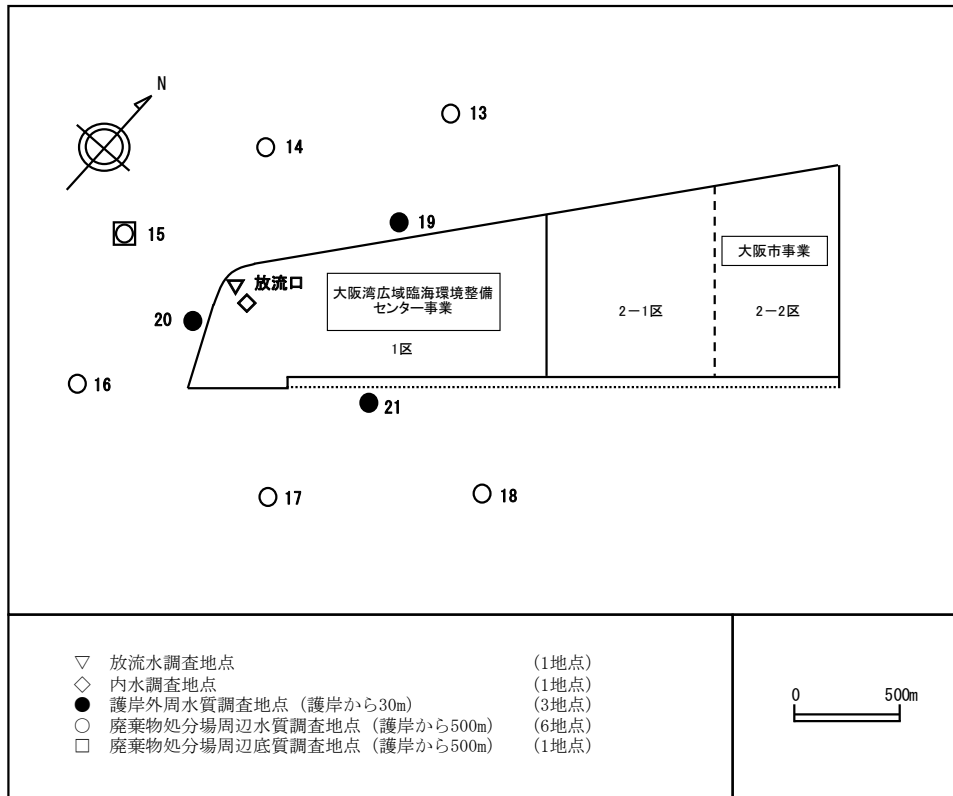 N
13
14
15
19
放流口
大阪湾広域臨海環境整備
センター事業
1区
大阪市事業
2－1区
2－2区
20
16
21
17
18
▽ 放流水調査地点 (1地点)
◇ 内水調査地点 (1地点)
● 護岸外周水質調査地点（護岸から30m） (3地点)
○ 廃棄物処分場周辺水質調査地点（護岸から500m） (6地点)
□ 廃棄物処分場周辺底質調査地点（護岸から500m） (1地点)
0 500m